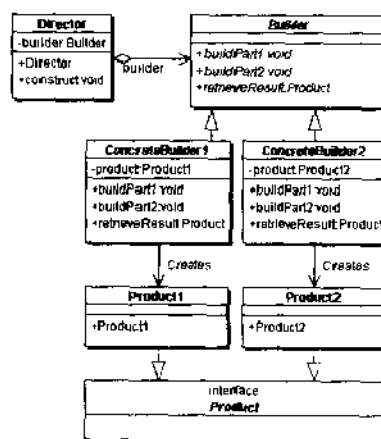 Director
-builder:Builder
+Director
+construct:void
builder
Builder
+buildPart1:void
+buildPart2:void
+retrieveResult:Product
ConcreteBuilder1
-product:Product1
+buildPart1:void
+buildPart2:void
+retrieveResult:Product
ConcreteBuilder2
-product:Product2
+buildPart1:void
+buildPart2:void
+retrieveResult:Product
Creates
Creates
Product1
+Product1
Product2
+Product2
interface
Product